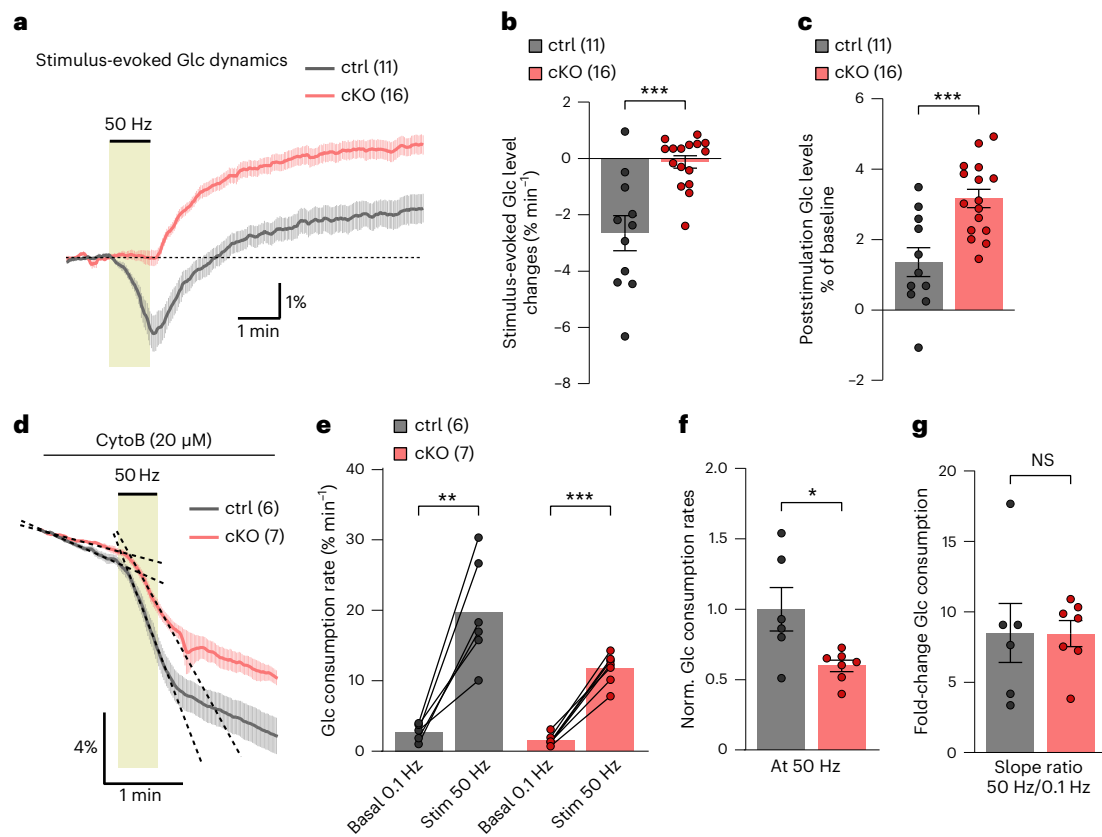 a
Stimulus-evoked Glc dynamics
ctrl (11)
cKO (16)
50 Hz
1%
1 min
b
ctrl (11)
cKO (16)
***
Stimulus-evoked Glc level
changes (% min⁻¹)
2
0
−2
−4
−6
−8
c
ctrl (11)
cKO (16)
***
Poststimulation Glc levels
% of baseline
6
4
2
0
−2
d
CytoB (20 µM)
50 Hz
ctrl (6)
cKO (7)
4%
1 min
e
ctrl (6)
cKO (7)
Glc consumption rate (% min⁻¹)
40
30
20
10
0
**
***
Basal 0.1 Hz
Stim 50 Hz
Basal 0.1 Hz
Stim 50 Hz
f
Norm. Glc consumption rates
2.0
1.5
1.0
0.5
0
*
At 50 Hz
g
Fold-change Glc consumption
20
15
10
5
0
NS
Slope ratio
50 Hz/0.1 Hz